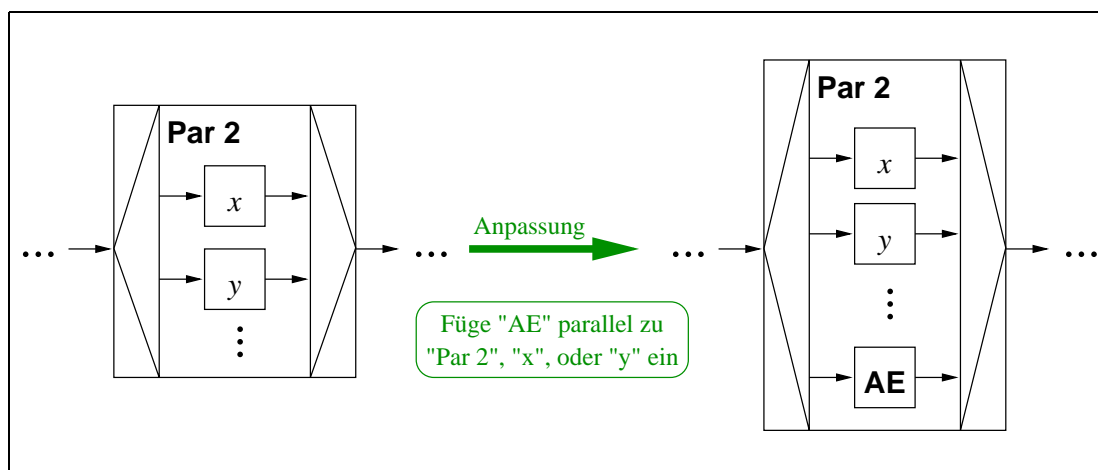 Par 2
x
y
...
...
Anpassung
Füge "AE" parallel zu
"Par 2", "x", oder "y" ein
...
Par 2
x
y
AE
...